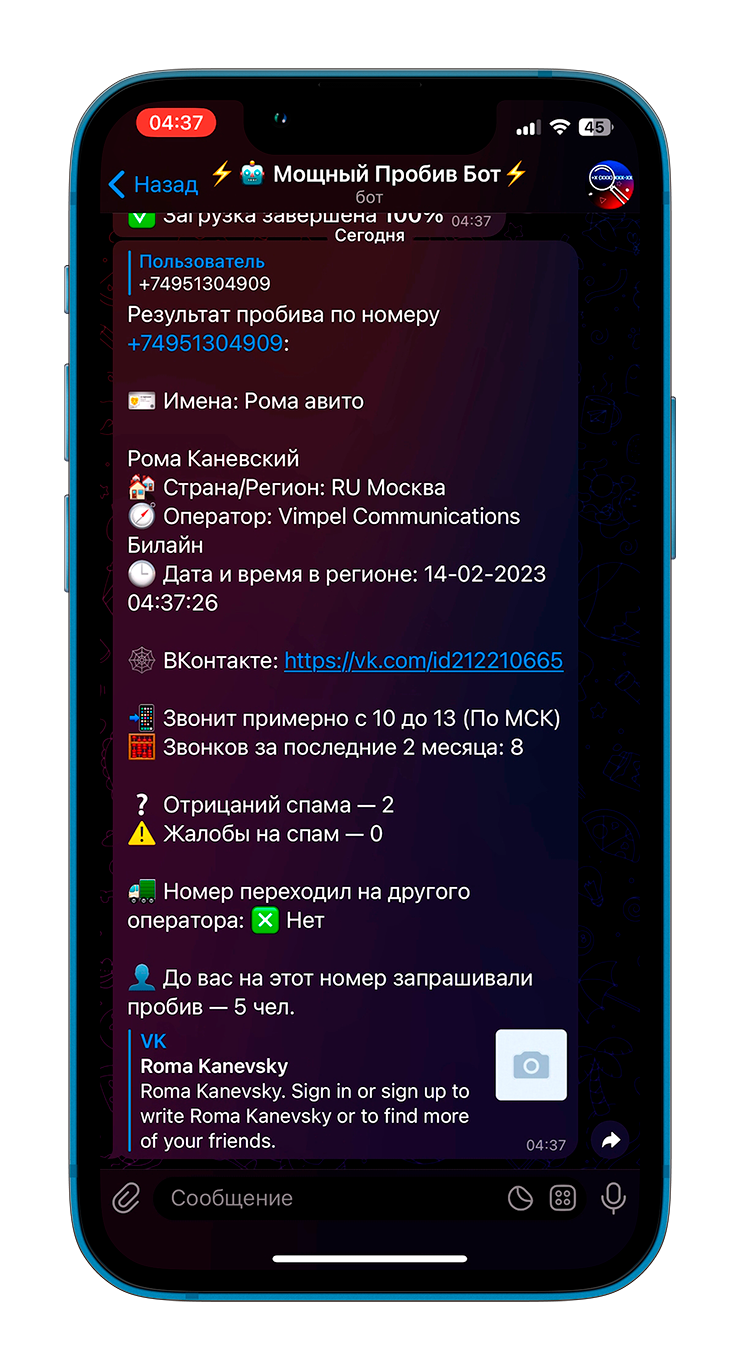 04:37
45
Назад
⚡🤖 Мощный Пробив Бот⚡
бот
✅ Загрузка завершена 100% 04:37
Сегодня
Пользователь
+74951304909
Результат пробива по номеру
+74951304909:
Имена: Рома авито
Рома Каневский
Страна/Регион: RU Москва
Оператор: Vimpel Communications
Билайн
Дата и время в регионе: 14-02-2023
04:37:26
ВКонтакте: https://vk.com/id212210665
Звонит примерно с 10 до 13 (По МСК)
Звонков за последние 2 месяца: 8
❔ Отрицаний спама — 2
⚠️ Жалобы на спам — 0
Номер переходил на другого
оператора: ❎ Нет
До вас на этот номер запрашивали
пробив — 5 чел.
VK
Roma Kanevsky
Roma Kanevsky. Sign in or sign up to
write Roma Kanevsky or to find more
of your friends.
04:37
Сообщение